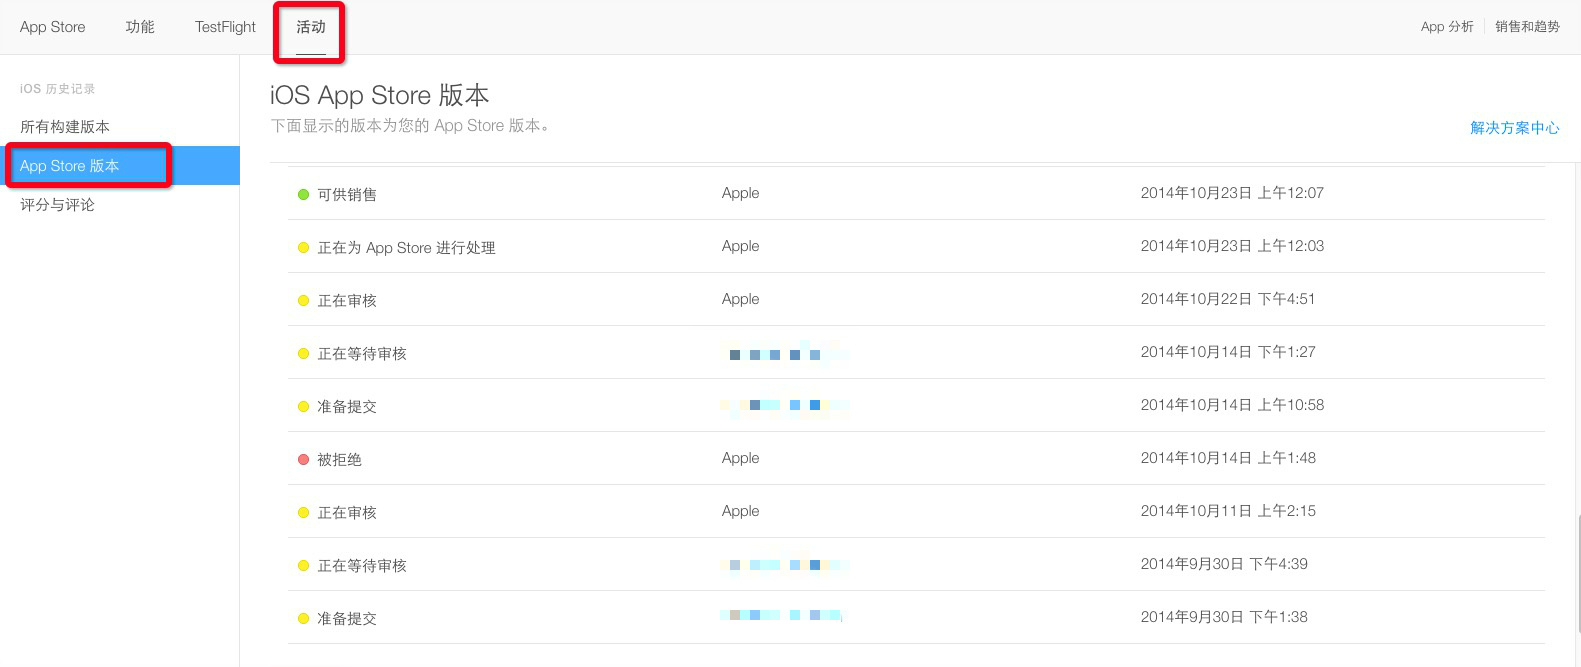 App Store 功能 TestFlight 活动 App 分析 销售和趋势
iOS 历史记录
所有构建版本
App Store 版本
评分与评论
iOS App Store 版本
下面显示的版本为您的 App Store 版本。
解决方案中心
可供销售 Apple 2014年10月23日 上午12:07
正在为 App Store 进行处理 Apple 2014年10月23日 上午12:03
正在审核 Apple 2014年10月22日 下午4:51
正在等待审核 2014年10月14日 下午1:27
准备提交 2014年10月14日 上午10:58
被拒绝 Apple 2014年10月14日 上午1:48
正在审核 Apple 2014年10月11日 上午2:15
正在等待审核 2014年9月30日 下午4:39
准备提交 2014年9月30日 下午1:38